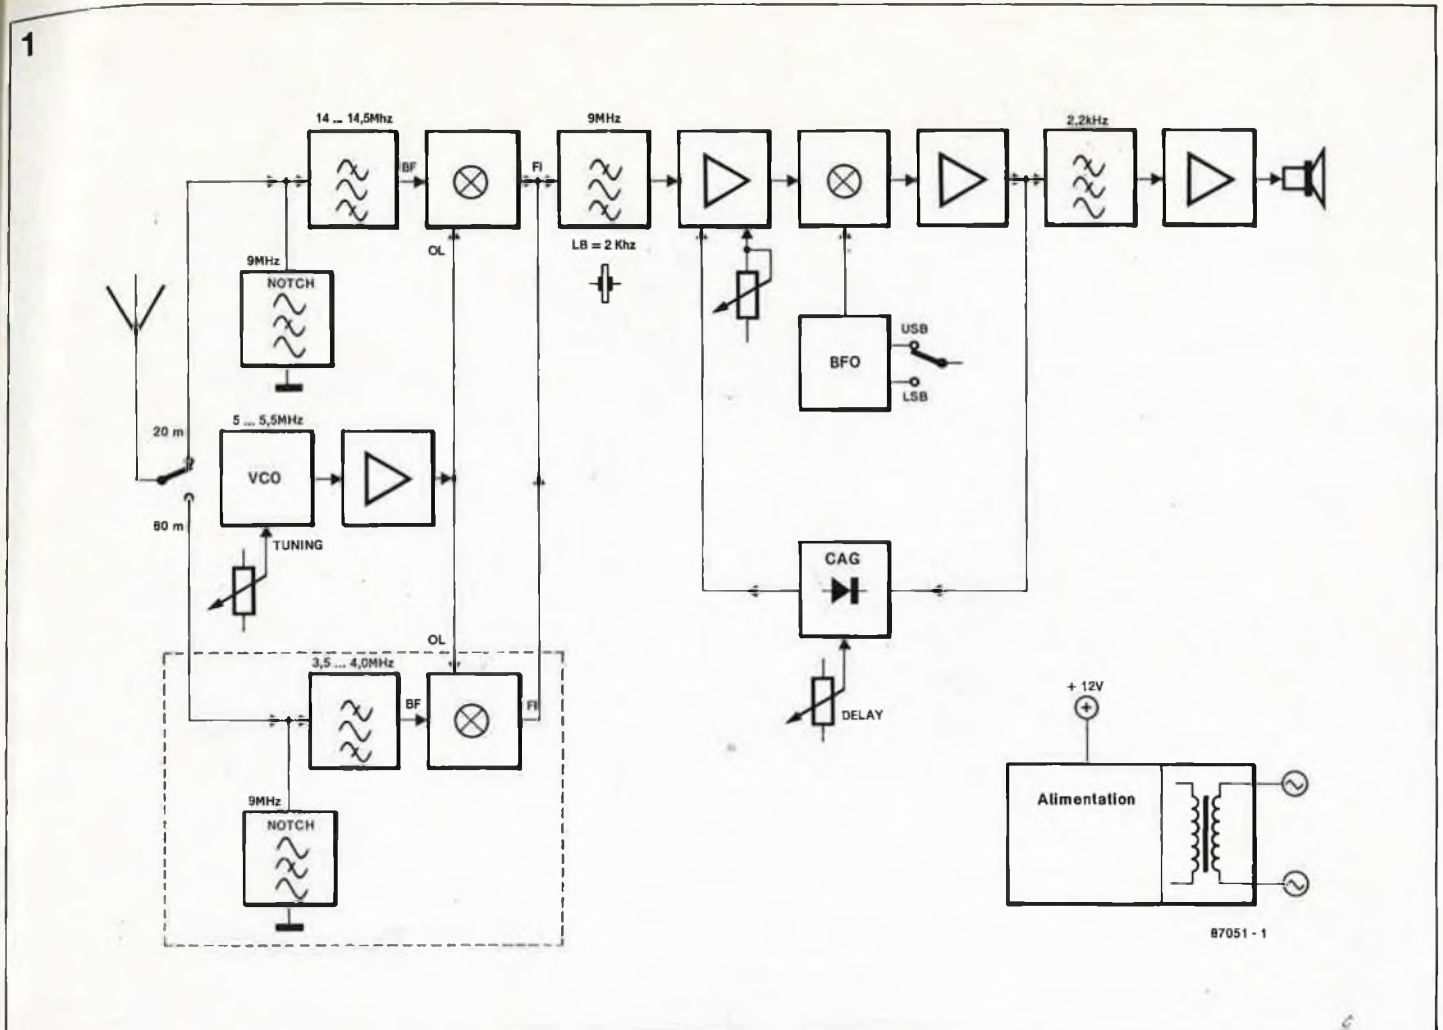 1
14 ... 14,5Mhz
9MHz
2,2kHz
BF
FI
OL
LB = 2 Khz
9MHz
NOTCH
USB
BFO
LSB
5 ... 5,5MHz
20 m
VCO
80 m
TUNING
CAG
OL
3,5 ... 4,0MHz
BF
FI
DELAY
+ 12V
9MHz
NOTCH
Alimentation
87051 - 1